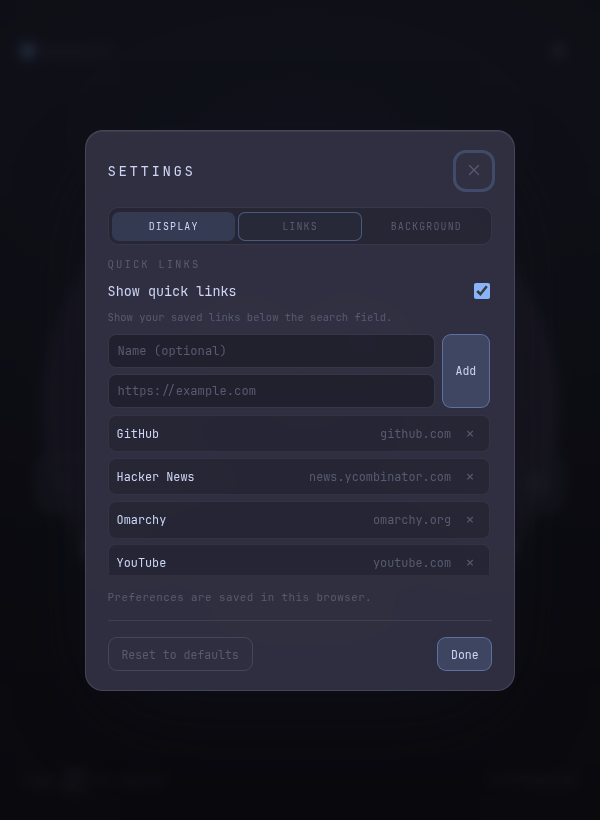 SETTINGS
×
DISPLAY LINKS BACKGROUND
QUICK LINKS
Show quick links
Show your saved links below the search field.
Name (optional)
https://example.com
Add
GitHub github.com ×
Hacker News news.ycombinator.com ×
Omarchy omarchy.org ×
YouTube youtube.com ×
Preferences are saved in this browser.
Reset to defaults Done